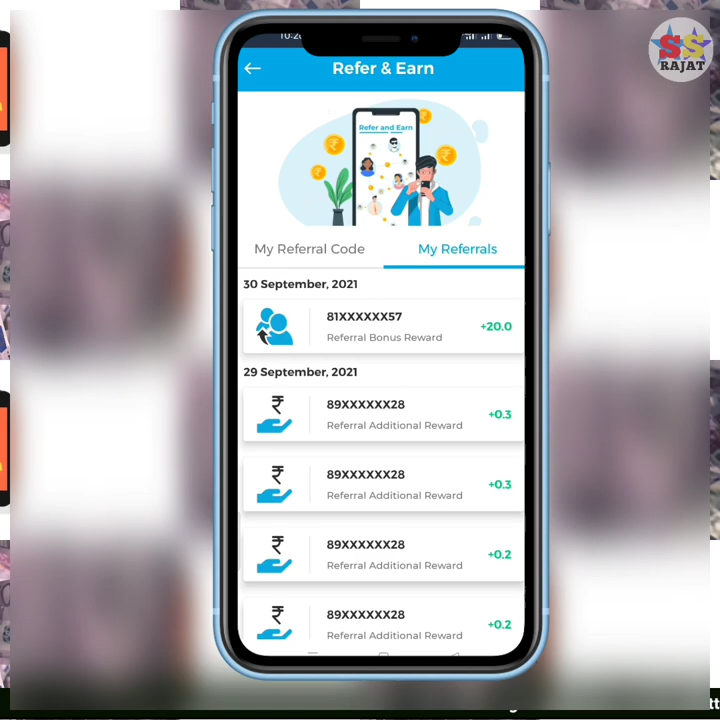 SS
RAJAT
Refer & Earn
Refer and Earn
My Referral Code
My Referrals
30 September, 2021
81XXXXXX57
+20.0
Referral Bonus Reward
29 September, 2021
89XXXXXX28
+0.3
Referral Additional Reward
89XXXXXX28
+0.3
Referral Additional Reward
89XXXXXX28
+0.2
Referral Additional Reward
89XXXXXX28
+0.2
Referral Additional Reward